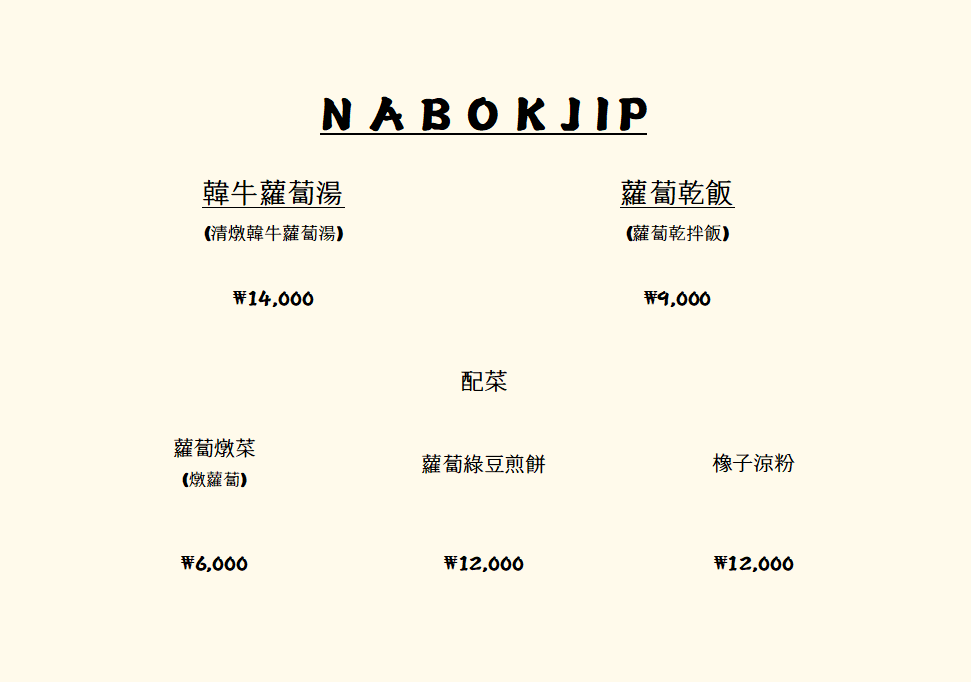 NABOKJIP
韓牛蘿蔔湯
(清燉韓牛蘿蔔湯)
₩14,000
蘿蔔乾飯
(蘿蔔乾拌飯)
₩9,000
配菜
蘿蔔燉菜
(燉蘿蔔)
₩6,000
蘿蔔綠豆煎餅
₩12,000
橡子涼粉
₩12,000